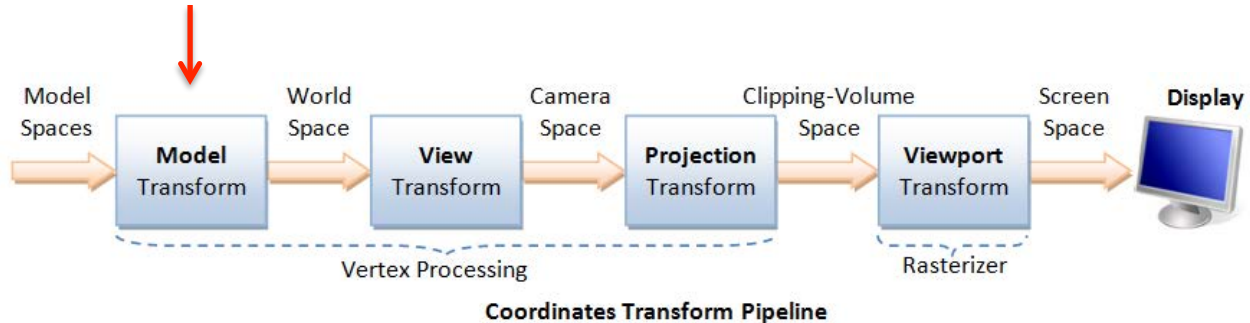 Model
Spaces
Model
Transform
World
Space
View
Transform
Camera
Space
Projection
Transform
Clipping-Volume
Space
Viewport
Transform
Screen
Space
Display
Vertex Processing
Rasterizer
Coordinates Transform Pipeline